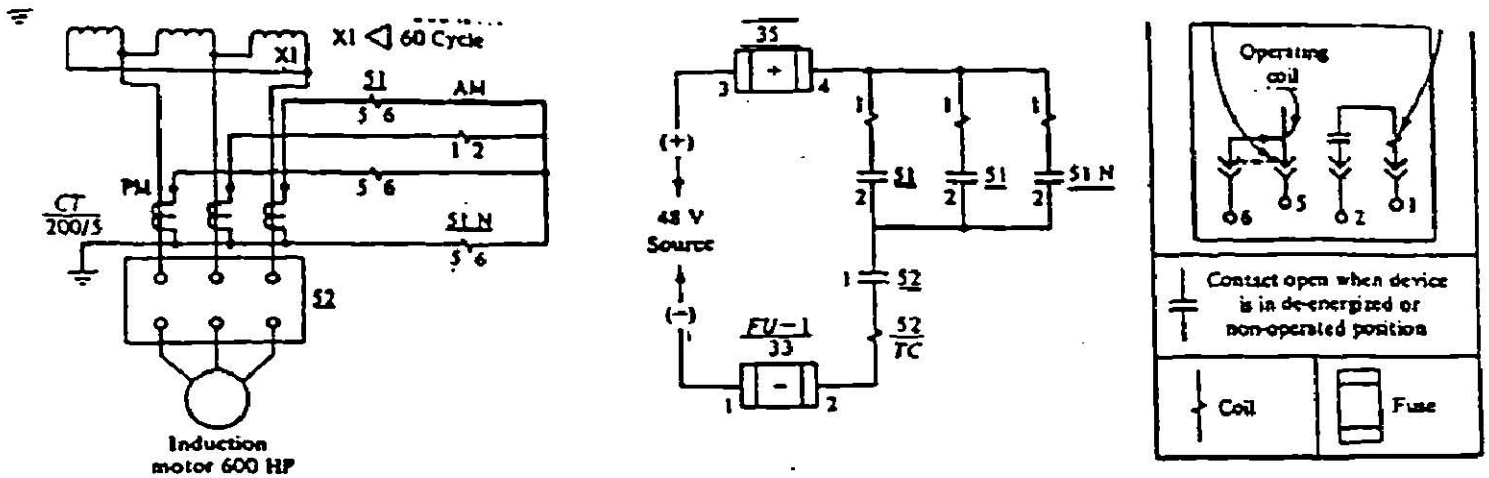 X1
X1
60 Cycle
51
5 6
AM
1 2
5 6
PM
CT
200/5
51 N
5 6
52
Induction
motor 600 HP
35
3
+
4
(+)
48 V
Source
(−)
1
1
1
1
2
51
2
51
2
51 N
1
52
52
TC
FU-1
33
1
−
2
Operating
coil
6
5
2
1
Contact open when device
is in de-energized or
non-operated position
Coil
Fuse